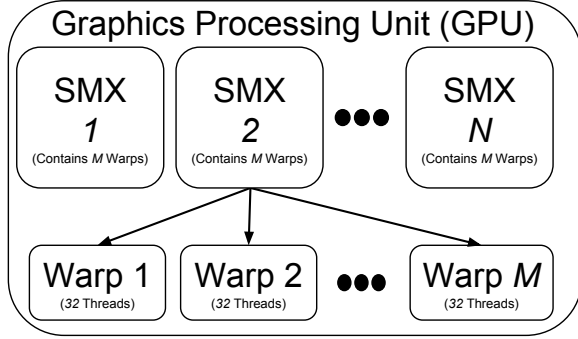 Graphics Processing Unit (GPU)
SMX
1
(Contains M Warps)
SMX
2
(Contains M Warps)
SMX
N
(Contains M Warps)
Warp 1
(32 Threads)
Warp 2
(32 Threads)
Warp M
(32 Threads)